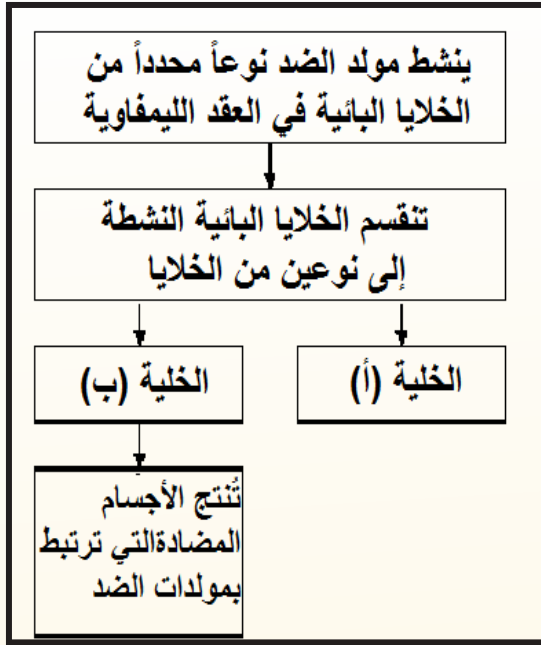 ينشط مولد الضد نوعاً محدداً من
الخلايا البائية في العقد الليمفاوية
تنقسم الخلايا البائية النشطة
إلى نوعين من الخلايا
الخلية (أ)
الخلية (ب)
تُنتج الأجسام
المضادةالتي ترتبط
بمولدات الضد